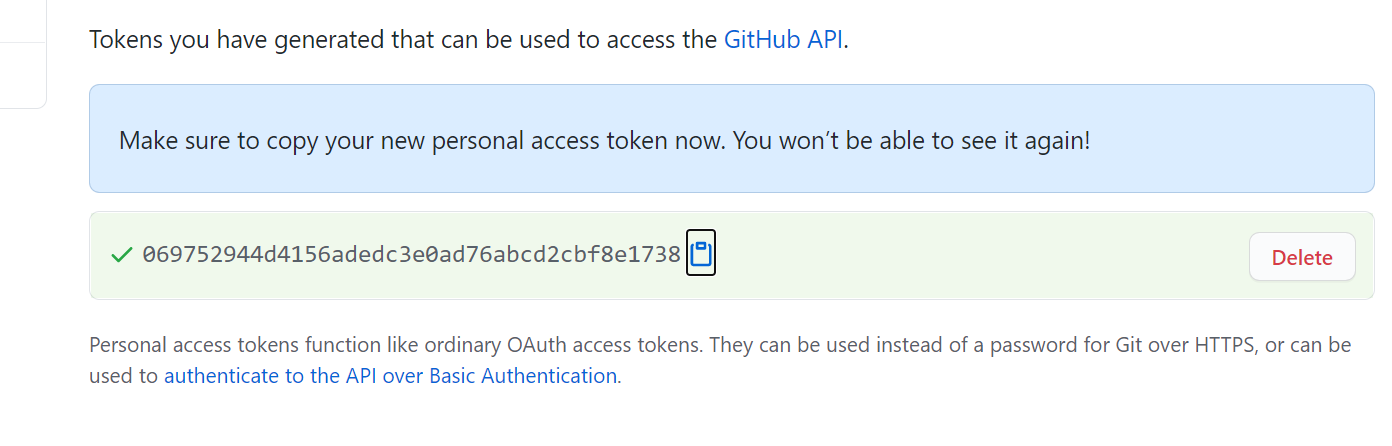 Tokens you have generated that can be used to access the GitHub API.
Make sure to copy your new personal access token now. You won’t be able to see it again!
069752944d4156adedc3e0ad76abcd2cbf8e1738
Delete
Personal access tokens function like ordinary OAuth access tokens. They can be used instead of a password for Git over HTTPS, or can be
used to authenticate to the API over Basic Authentication.